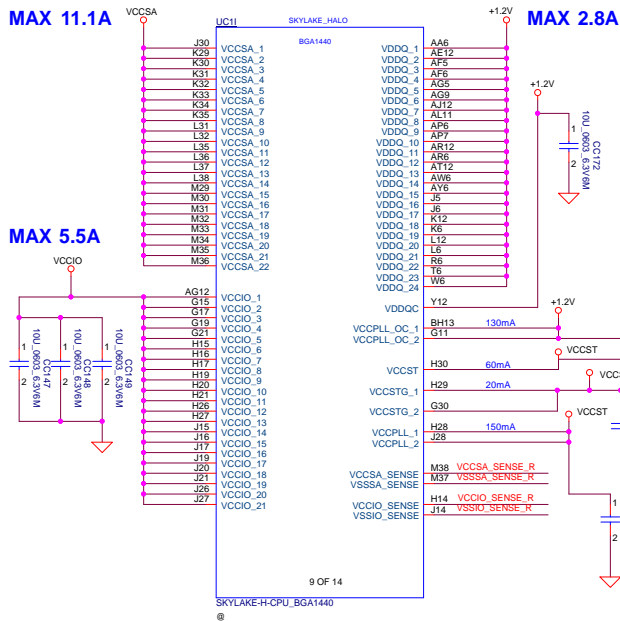 MAX 11.1A
VCCSA
UC1I
SKYLAKE_HALO
BGA1440
+1.2V
MAX 2.8A
J30 VCCSA_1
K29 VCCSA_2
K30 VCCSA_3
K31 VCCSA_4
K32 VCCSA_5
K33 VCCSA_6
K34 VCCSA_7
K35 VCCSA_8
L31 VCCSA_9
L32 VCCSA_10
L35 VCCSA_11
L36 VCCSA_12
L37 VCCSA_13
L38 VCCSA_14
M29 VCCSA_15
M30 VCCSA_16
M31 VCCSA_17
M32 VCCSA_18
M33 VCCSA_19
M34 VCCSA_20
M35 VCCSA_21
M36 VCCSA_22
VDDQ_1 AA6
VDDQ_2 AE12
VDDQ_3 AF5
VDDQ_4 AF6
VDDQ_5 AG5
VDDQ_6 AG9
VDDQ_7 AJ12
VDDQ_8 AL11
VDDQ_9 AP6
VDDQ_10 AP7
VDDQ_11 AR12
VDDQ_12 AR6
VDDQ_13 AT12
VDDQ_14 AW6
VDDQ_15 AY6
VDDQ_16 J5
VDDQ_17 J6
VDDQ_18 K12
VDDQ_19 K6
VDDQ_20 L12
VDDQ_21 L6
VDDQ_22 R6
VDDQ_23 T6
VDDQ_24 W6
+1.2V
1
2
CC172
10U_0603_6.3V6M
MAX 5.5A
VCCIO
1
2
CC147
10U_0603_6.3V6M
1
2
CC148
10U_0603_6.3V6M
1
2
CC149
10U_0603_6.3V6M
AG12 VCCIO_1
G15 VCCIO_2
G17 VCCIO_3
G19 VCCIO_4
G21 VCCIO_5
H15 VCCIO_6
H16 VCCIO_7
H17 VCCIO_8
H19 VCCIO_9
H20 VCCIO_10
H21 VCCIO_11
H26 VCCIO_12
H27 VCCIO_13
J15 VCCIO_14
J16 VCCIO_15
J17 VCCIO_16
J19 VCCIO_17
J20 VCCIO_18
J21 VCCIO_19
J26 VCCIO_20
J27 VCCIO_21
VDDQC Y12
+1.2V
VCCPLL_OC_1 BH13 130mA
VCCPLL_OC_2 G11
VCCST
VCCST H30 60mA
VCCSTG_1 H29 20mA
VCCSTG_2 G30
VCCST
VCCPLL_1 H28 150mA
VCCPLL_2 J28
VCCSA_SENSE M38 VCCSA_SENSE_R
VSSSA_SENSE M37 VSSSA_SENSE_R
VCCIO_SENSE H14 VCCIO_SENSE_R
VSSIO_SENSE J14 VSSIO_SENSE_R
1
2
9 OF 14
SKYLAKE-H-CPU_BGA1440
@